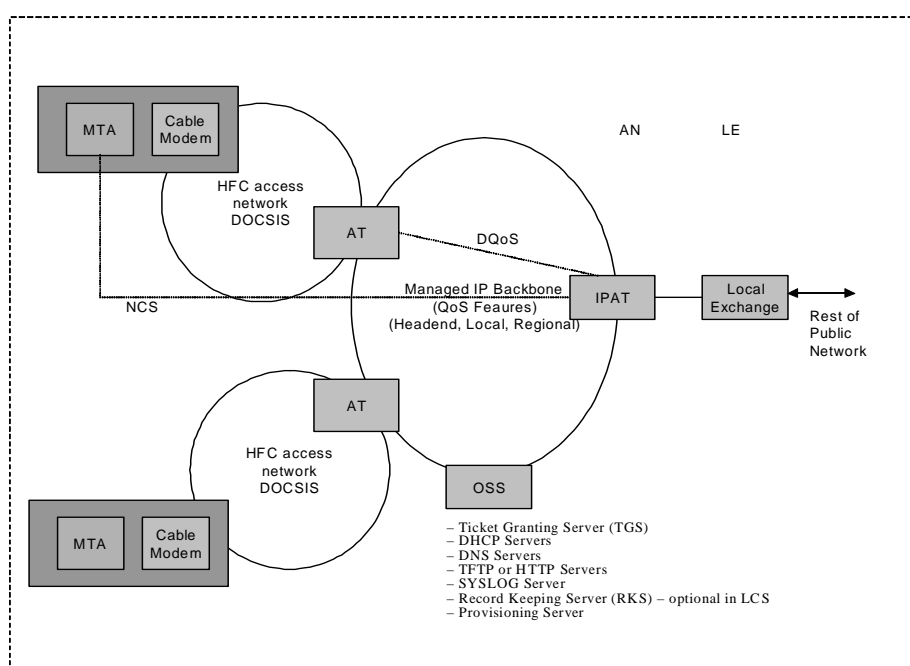 AN
LE
MTA
Cable
Modem
HFC access
network
DOCSIS
AT
DQoS
Managed IP Backbone
(QoS Feaures)
(Headend, Local, Regional)
NCS
IPAT
Local
Exchange
Rest of
Public
Network
AT
HFC access
network
DOCSIS
MTA
Cable
Modem
OSS
– Ticket Granting Server (TGS)
– DHCP Servers
– DNS Servers
– TFTP or HTTP Servers
– SYSLOG Server
– Record Keeping Server (RKS) – optional in LCS
– Provisioning Server